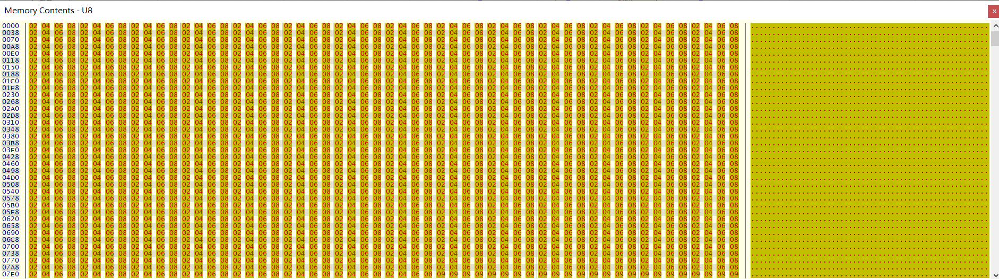 Memory Contents - U8
0000 02 04 06 08 02 04 06 08 02 04 06 08 02 04 06 08 02 04 06 08 02 04 06 08 02 04 06 08 02 04 06 08 02 04 06 08 02 04 06 08 02 04 06 08 02 04 06 08 02 04 06 08 02 04 06 08
0038 02 04 06 08 02 04 06 08 02 04 06 08 02 04 06 08 02 04 06 08 02 04 06 08 02 04 06 08 02 04 06 08 02 04 06 08 02 04 06 08 02 04 06 08 02 04 06 08 02 04 06 08 02 04 06 08
0070 02 04 06 08 02 04 06 08 02 04 06 08 02 04 06 08 02 04 06 08 02 04 06 08 02 04 06 08 02 04 06 08 02 04 06 08 02 04 06 08 02 04 06 08 02 04 06 08 02 04 06 08 02 04 06 08
00A8 02 04 06 08 02 04 06 08 02 04 06 08 02 04 06 08 02 04 06 08 02 04 06 08 02 04 06 08 02 04 06 08 02 04 06 08 02 04 06 08 02 04 06 08 02 04 06 08 02 04 06 08 02 04 06 08
00E0 02 04 06 08 02 04 06 08 02 04 06 08 02 04 06 08 02 04 06 08 02 04 06 08 02 04 06 08 02 04 06 08 02 04 06 08 02 04 06 08 02 04 06 08 02 04 06 08 02 04 06 08 02 04 06 08
0118 02 04 06 08 02 04 06 08 02 04 06 08 02 04 06 08 02 04 06 08 02 04 06 08 02 04 06 08 02 04 06 08 02 04 06 08 02 04 06 08 02 04 06 08 02 04 06 08 02 04 06 08 02 04 06 08
0150 02 04 06 08 02 04 06 08 02 04 06 08 02 04 06 08 02 04 06 08 02 04 06 08 02 04 06 08 02 04 06 08 02 04 06 08 02 04 06 08 02 04 06 08 02 04 06 08 02 04 06 08 02 04 06 08
0188 02 04 06 08 02 04 06 08 02 04 06 08 02 04 06 08 02 04 06 08 02 04 06 08 02 04 06 08 02 04 06 08 02 04 06 08 02 04 06 08 02 04 06 08 02 04 06 08 02 04 06 08 02 04 06 08
01C0 02 04 06 08 02 04 06 08 02 04 06 08 02 04 06 08 02 04 06 08 02 04 06 08 02 04 06 08 02 04 06 08 02 04 06 08 02 04 06 08 02 04 06 08 02 04 06 08 02 04 06 08 02 04 06 08
01F8 02 04 06 08 02 04 06 08 02 04 06 08 02 04 06 08 02 04 06 08 02 04 06 08 02 04 06 08 02 04 06 08 02 04 06 08 02 04 06 08 02 04 06 08 02 04 06 08 02 04 06 08 02 04 06 08
0230 02 04 06 08 02 04 06 08 02 04 06 08 02 04 06 08 02 04 06 08 02 04 06 08 02 04 06 08 02 04 06 08 02 04 06 08 02 04 06 08 02 04 06 08 02 04 06 08 02 04 06 08 02 04 06 08
0268 02 04 06 08 02 04 06 08 02 04 06 08 02 04 06 08 02 04 06 08 02 04 06 08 02 04 06 08 02 04 06 08 02 04 06 08 02 04 06 08 02 04 06 08 02 04 06 08 02 04 06 08 02 04 06 08
02A0 02 04 06 08 02 04 06 08 02 04 06 08 02 04 06 08 02 04 06 08 02 04 06 08 02 04 06 08 02 04 06 08 02 04 06 08 02 04 06 08 02 04 06 08 02 04 06 08 02 04 06 08 02 04 06 08
02D8 02 04 06 08 02 04 06 08 02 04 06 08 02 04 06 08 02 04 06 08 02 04 06 08 02 04 06 08 02 04 06 08 02 04 06 08 02 04 06 08 02 04 06 08 02 04 06 08 02 04 06 08 02 04 06 08
0310 02 04 06 08 02 04 06 08 02 04 06 08 02 04 06 08 02 04 06 08 02 04 06 08 02 04 06 08 02 04 06 08 02 04 06 08 02 04 06 08 02 04 06 08 02 04 06 08 02 04 06 08 02 04 06 08
0348 02 04 06 08 02 04 06 08 02 04 06 08 02 04 06 08 02 04 06 08 02 04 06 08 02 04 06 08 02 04 06 08 02 04 06 08 02 04 06 08 02 04 06 08 02 04 06 08 02 04 06 08 02 04 06 08
0380 02 04 06 08 02 04 06 08 02 04 06 08 02 04 06 08 02 04 06 08 02 04 06 08 02 04 06 08 02 04 06 08 02 04 06 08 02 04 06 08 02 04 06 08 02 04 06 08 02 04 06 08 02 04 06 08
03B8 02 04 06 08 02 04 06 08 02 04 06 08 02 04 06 08 02 04 06 08 02 04 06 08 02 04 06 08 02 04 06 08 02 04 06 08 02 04 06 08 02 04 06 08 02 04 06 08 02 04 06 08 02 04 06 08
03F0 02 04 06 08 02 04 06 08 02 04 06 08 02 04 06 08 02 04 06 08 02 04 06 08 02 04 06 08 02 04 06 08 02 04 06 08 02 04 06 08 02 04 06 08 02 04 06 08 02 04 06 08 02 04 06 08
0428 02 04 06 08 02 04 06 08 02 04 06 08 02 04 06 08 02 04 06 08 02 04 06 08 02 04 06 08 02 04 06 08 02 04 06 08 02 04 06 08 02 04 06 08 02 04 06 08 02 04 06 08 02 04 06 08
0460 02 04 06 08 02 04 06 08 02 04 06 08 02 04 06 08 02 04 06 08 02 04 06 08 02 04 06 08 02 04 06 08 02 04 06 08 02 04 06 08 02 04 06 08 02 04 06 08 02 04 06 08 02 04 06 08
0498 02 04 06 08 02 04 06 08 02 04 06 08 02 04 06 08 02 04 06 08 02 04 06 08 02 04 06 08 02 04 06 08 02 04 06 08 02 04 06 08 02 04 06 08 02 04 06 08 02 04 06 08 02 04 06 08
04D0 02 04 06 08 02 04 06 08 02 04 06 08 02 04 06 08 02 04 06 08 02 04 06 08 02 04 06 08 02 04 06 08 02 04 06 08 02 04 06 08 02 04 06 08 02 04 06 08 02 04 06 08 02 04 06 08
0508 02 04 06 08 02 04 06 08 02 04 06 08 02 04 06 08 02 04 06 08 02 04 06 08 02 04 06 08 02 04 06 08 02 04 06 08 02 04 06 08 02 04 06 08 02 04 06 08 02 04 06 08 02 04 06 08
0540 02 04 06 08 02 04 06 08 02 04 06 08 02 04 06 08 02 04 06 08 02 04 06 08 02 04 06 08 02 04 06 08 02 04 06 08 02 04 06 08 02 04 06 08 02 04 06 08 02 04 06 08 02 04 06 08
0578 02 04 06 08 02 04 06 08 02 04 06 08 02 04 06 08 02 04 06 08 02 04 06 08 02 04 06 08 02 04 06 08 02 04 06 08 02 04 06 08 02 04 06 08 02 04 06 08 02 04 06 08 02 04 06 08
05B0 02 04 06 08 02 04 06 08 02 04 06 08 02 04 06 08 02 04 06 08 02 04 06 08 02 04 06 08 02 04 06 08 02 04 06 08 02 04 06 08 02 04 06 08 02 04 06 08 02 04 06 08 02 04 06 08
05E8 02 04 06 08 02 04 06 08 02 04 06 08 02 04 06 08 02 04 06 08 02 04 06 08 02 04 06 08 02 04 06 08 02 04 06 08 02 04 06 08 02 04 06 08 02 04 06 08 02 04 06 08 02 04 06 08
0620 02 04 06 08 02 04 06 08 02 04 06 08 02 04 06 08 02 04 06 08 02 04 06 08 02 04 06 08 02 04 06 08 02 04 06 08 02 04 06 08 02 04 06 08 02 04 06 08 02 04 06 08 02 04 06 08
0658 02 04 06 08 02 04 06 08 02 04 06 08 02 04 06 08 02 04 06 08 02 04 06 08 02 04 06 08 02 04 06 08 02 04 06 08 02 04 06 08 02 04 06 08 02 04 06 08 02 04 06 08 02 04 06 08
0690 02 04 06 08 02 04 06 08 02 04 06 08 02 04 06 08 02 04 06 08 02 04 06 08 02 04 06 08 02 04 06 08 02 04 06 08 02 04 06 08 02 04 06 08 02 04 06 08 02 04 06 08 02 04 06 08
06C8 02 04 06 08 02 04 06 08 02 04 06 08 02 04 06 08 02 04 06 08 02 04 06 08 02 04 06 08 02 04 06 08 02 04 06 08 02 04 06 08 02 04 06 08 02 04 06 08 02 04 06 08 02 04 06 08
0700 02 04 06 08 02 04 06 08 02 04 06 08 02 04 06 08 02 04 06 08 02 04 06 08 02 04 06 08 02 04 06 08 02 04 06 08 02 04 06 08 02 04 06 08 02 04 06 08 02 04 06 08 02 04 06 08
0738 02 04 06 08 02 04 06 08 02 04 06 08 02 04 06 08 02 04 06 08 02 04 06 08 02 04 06 08 02 04 06 08 02 04 06 08 02 04 06 08 02 04 06 08 02 04 06 08 02 04 06 08 02 04 06 08
0770 02 04 06 08 02 04 06 08 02 04 06 08 02 04 06 08 02 04 06 08 02 04 06 08 02 04 06 08 02 04 06 08 02 04 06 08 02 04 06 08 02 04 06 08 02 04 06 08 02 04 06 08 02 04 06 08
07A8 02 04 06 08 02 04 06 08 02 04 06 08 02 04 06 08 02 04 06 08 02 04 06 08 02 04 06 08 02 04 06 08 02 04 06 08 02 04 06 08 02 04 06 08 02 04 06 08 02 04 06 08 02 04 06 08
07E0 02 04 06 08 02 04 06 08 02 04 06 08 02 04 06 08 02 04 06 08 02 04 06 08 02 04 06 08 02 04 06 08 09 09 09 09 09 09 09 09 09 09 09 09 09 09 09 09 09 09 09 09 09 09 09 09